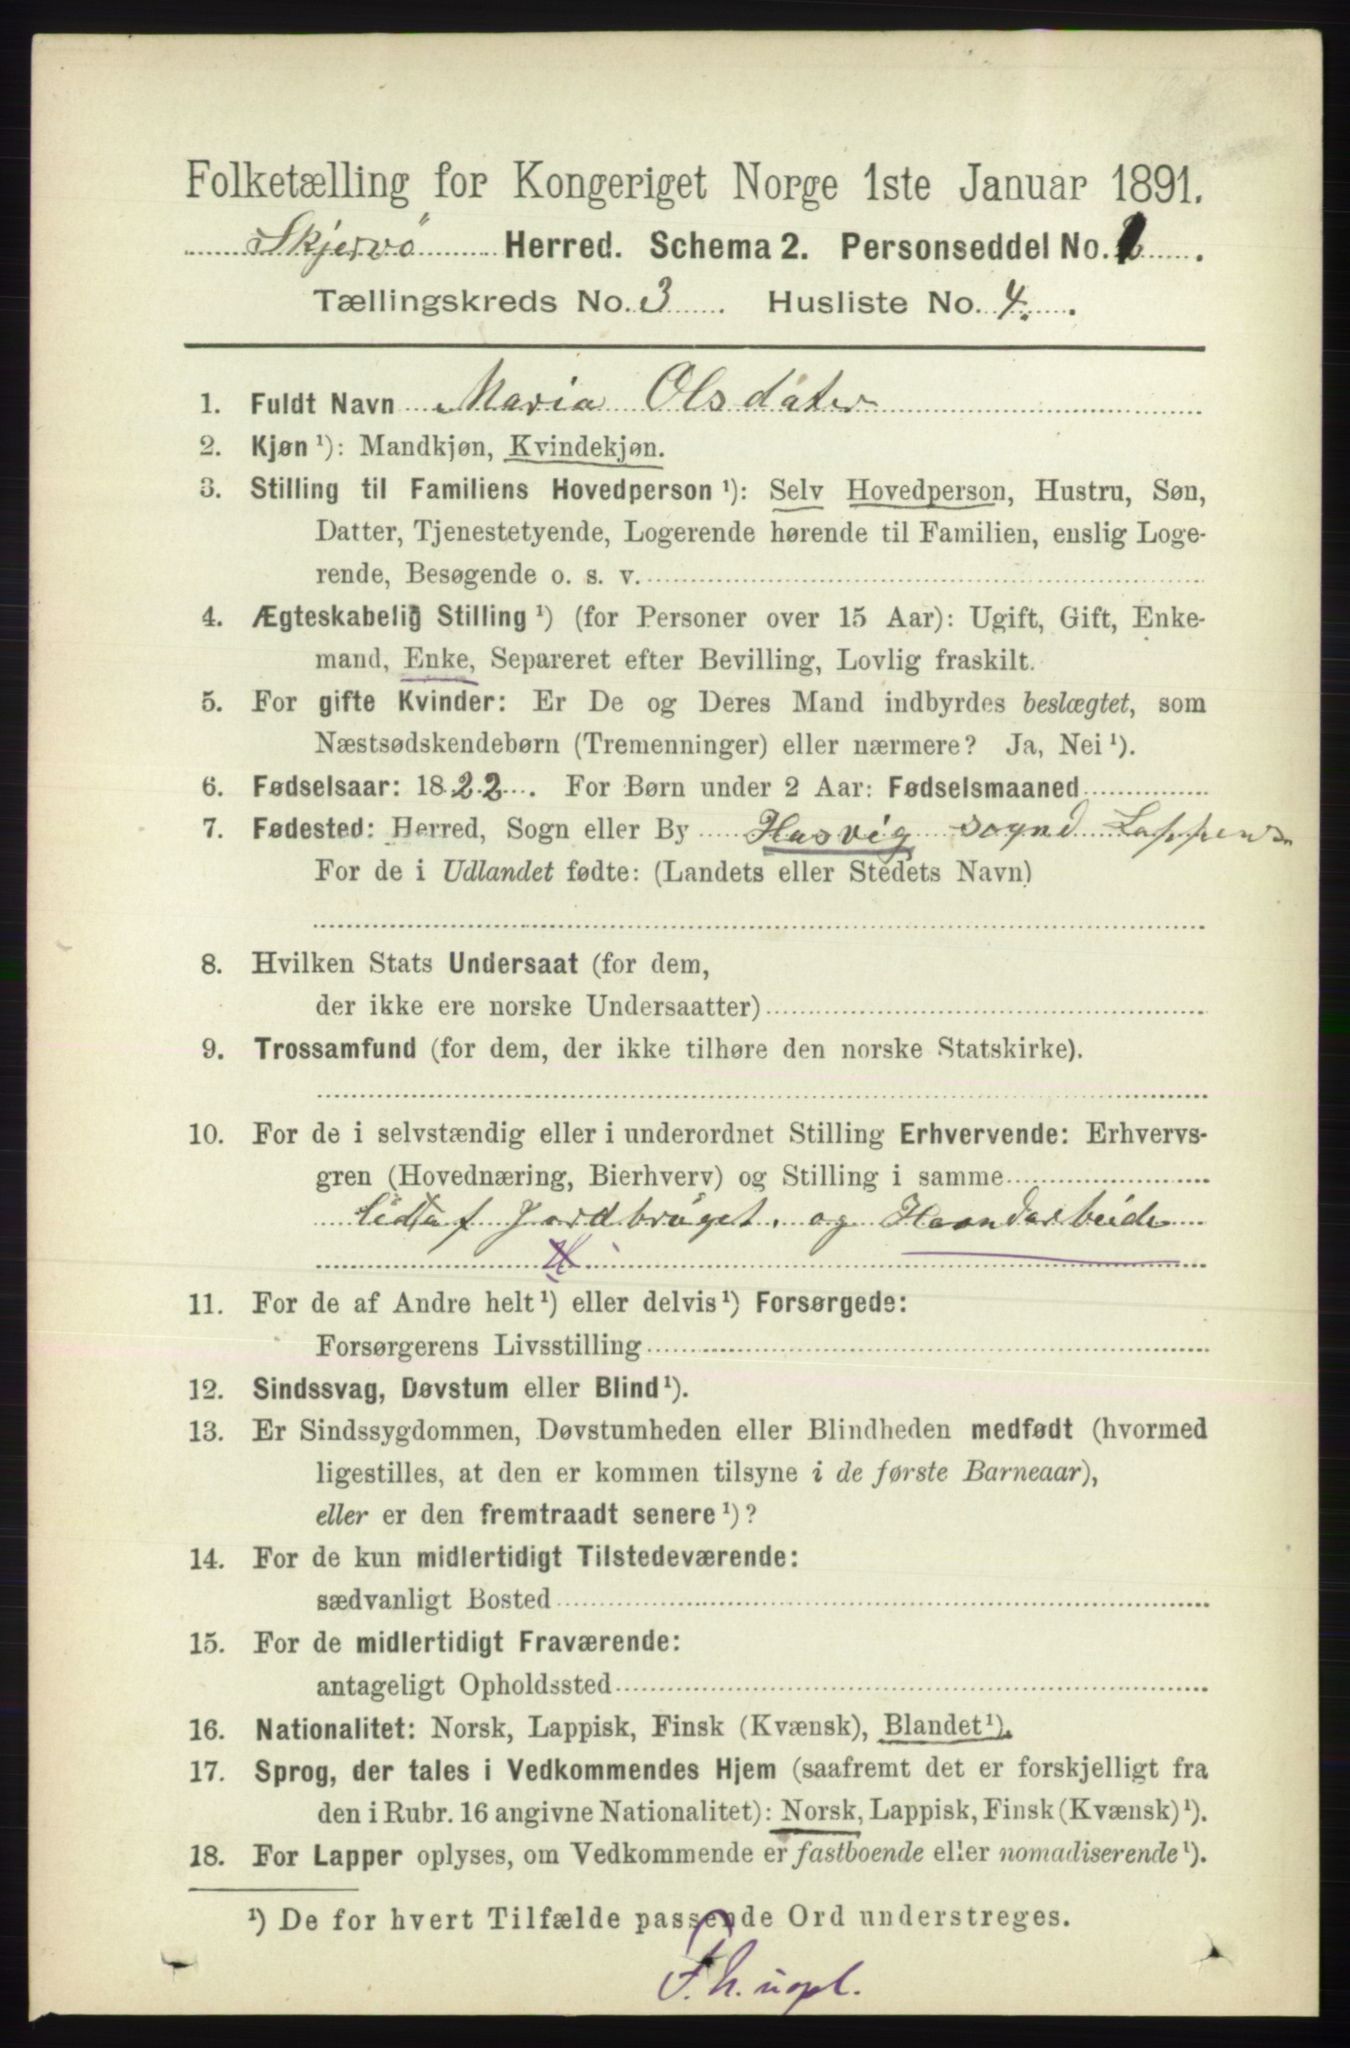 Folketælling for Kongeriget Norge 1ste Januar 1891.
Skjervö Herred. Schema 2. Personseddel No. 1.
Tællingskreds No. 3 Husliste No. 4.
1. Fuldt Navn Maria Olsdater
2. Kjøn ¹): Mandkjøn, Kvindekjøn.
3. Stilling til Familiens Hovedperson ¹): Selv Hovedperson, Hustru, Søn,
Datter, Tjenestetyende, Logerende hørende til Familien, enslig Loge-
rende, Besøgende o. s. v.
4. Ægteskabelig Stilling ¹) (for Personer over 15 Aar): Ugift, Gift, Enke-
mand, Enke, Separeret efter Bevilling, Lovlig fraskilt.
5. For gifte Kvinder: Er De og Deres Mand indbyrdes beslægtet, som
Næstsødskendebørn (Tremenninger) eller nærmere? Ja, Nei ¹).
6. Fødselsaar: 1822. For Børn under 2 Aar: Fødselsmaaned
7. Fødested: Herred, Sogn eller By Hasvig sognd
For de i Udlandet fødte: (Landets eller Stedets Navn)
8. Hvilken Stats Undersaat (for dem,
der ikke ere norske Undersaatter)
9. Trossamfund (for dem, der ikke tilhøre den norske Statskirke).
10. For de i selvstændig eller i underordnet Stilling Erhvervende: Erhvervs-
gren (Hovednæring, Bierhverv) og Stilling i samme
Jordbruget. og Haandarbeide
11. For de af Andre helt ¹) eller delvis ¹) Forsørgede:
Forsørgerens Livsstilling
12. Sindssvag, Døvstum eller Blind ¹).
13. Er Sindssygdommen, Døvstumheden eller Blindheden medfødt (hvormed
ligestilles, at den er kommen tilsyne i de første Barneaar),
eller er den fremtraadt senere ¹)?
14. For de kun midlertidigt Tilstedeværende:
sædvanligt Bosted
15. For de midlertidigt Fraværende:
antageligt Opholdssted
16. Nationalitet: Norsk, Lappisk, Finsk (Kvænsk), Blandet ¹).
17. Sprog, der tales i Vedkommendes Hjem (saafremt det er forskjelligt fra
den i Rubr. 16 angivne Nationalitet): Norsk, Lappisk, Finsk (Kvænsk) ¹).
18. For Lapper oplyses, om Vedkommende er fastboende eller nomadiserende ¹).
¹) De for hvert Tilfælde passende Ord understreges.